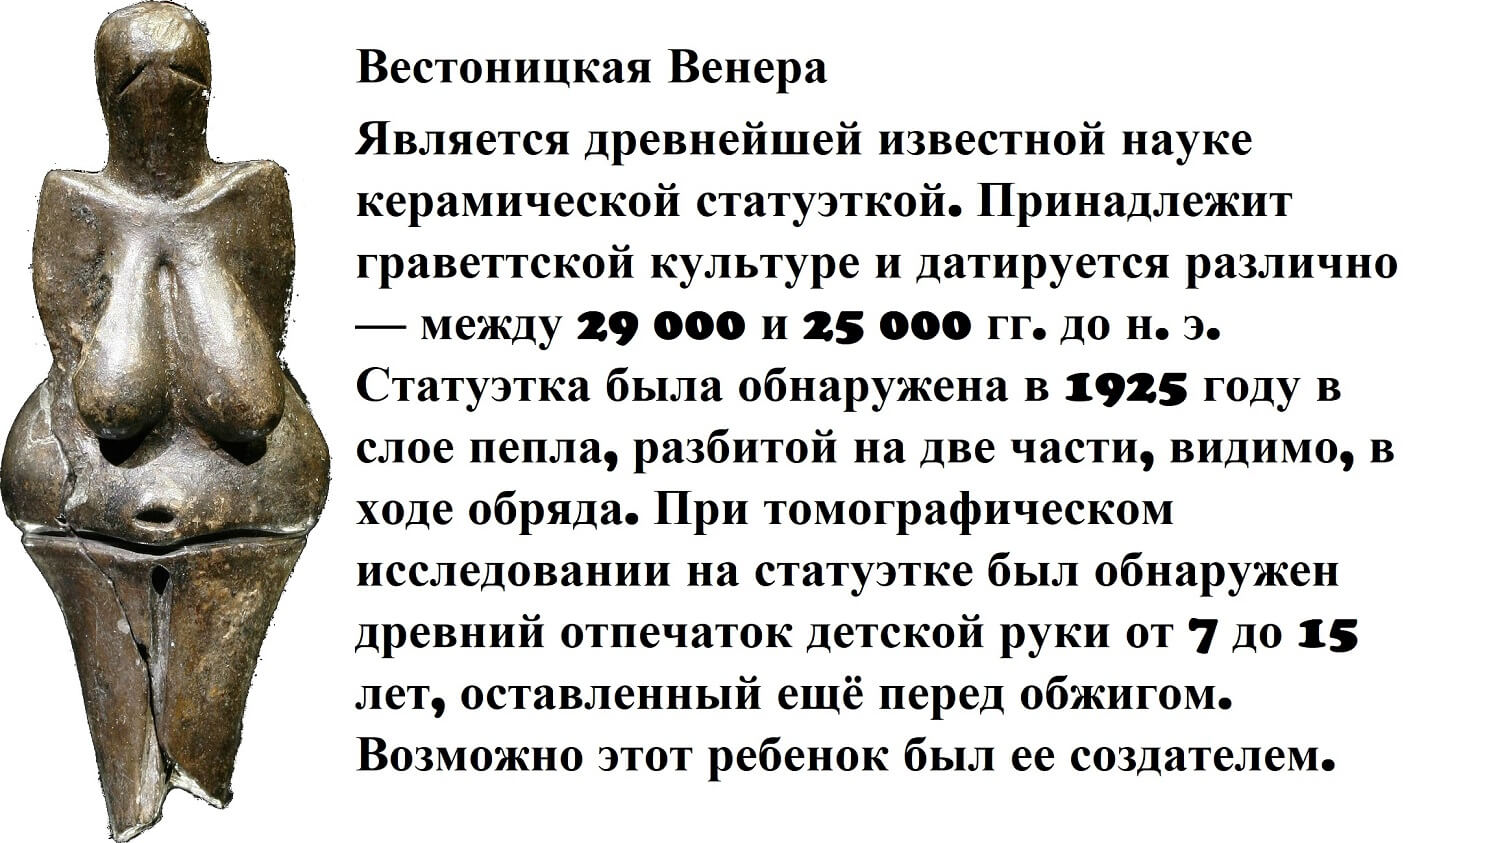 Вестоницкая Венера
Является древнейшей известной науке
керамической статуэткой. Принадлежит
граветтской культуре и датируется различно
— между 29 000 и 25 000 гг. до н. э.
Статуэтка была обнаружена в 1925 году в
слое пепла, разбитой на две части, видимо, в
ходе обряда. При томографическом
исследовании на статуэтке был обнаружен
древний отпечаток детской руки от 7 до 15
лет, оставленный ещё перед обжигом.
Возможно этот ребенок был ее создателем.